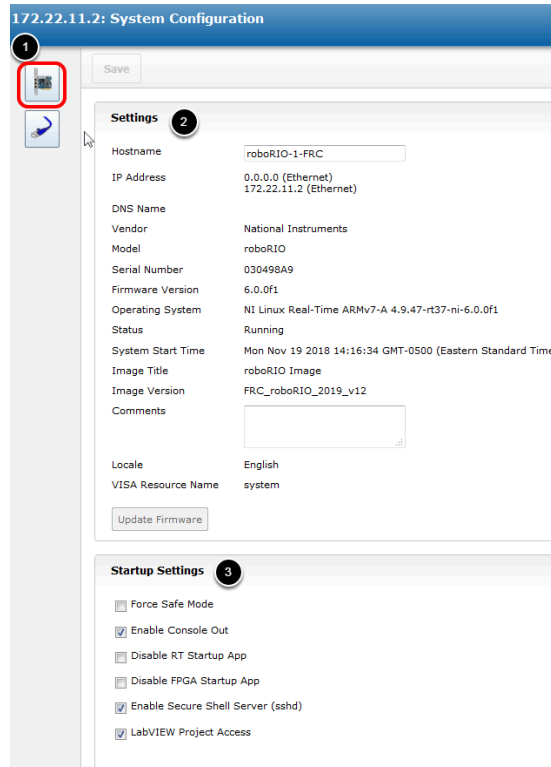 172.22.11.2: System Configuration
1
Save
Settings 2
Hostname roboRIO-1-FRC
IP Address 0.0.0.0 (Ethernet)
172.22.11.2 (Ethernet)
DNS Name
Vendor National Instruments
Model roboRIO
Serial Number 030498A9
Firmware Version 6.0.0f1
Operating System NI Linux Real-Time ARMv7-A 4.9.47-rt37-ni-6.0.0f1
Status Running
System Start Time Mon Nov 19 2018 14:16:34 GMT-0500 (Eastern Standard Time
Image Title roboRIO Image
Image Version FRC_roboRIO_2019_v12
Comments
Locale English
VISA Resource Name system
Update Firmware
Startup Settings 3
Force Safe Mode
Enable Console Out
Disable RT Startup App
Disable FPGA Startup App
Enable Secure Shell Server (sshd)
LabVIEW Project Access